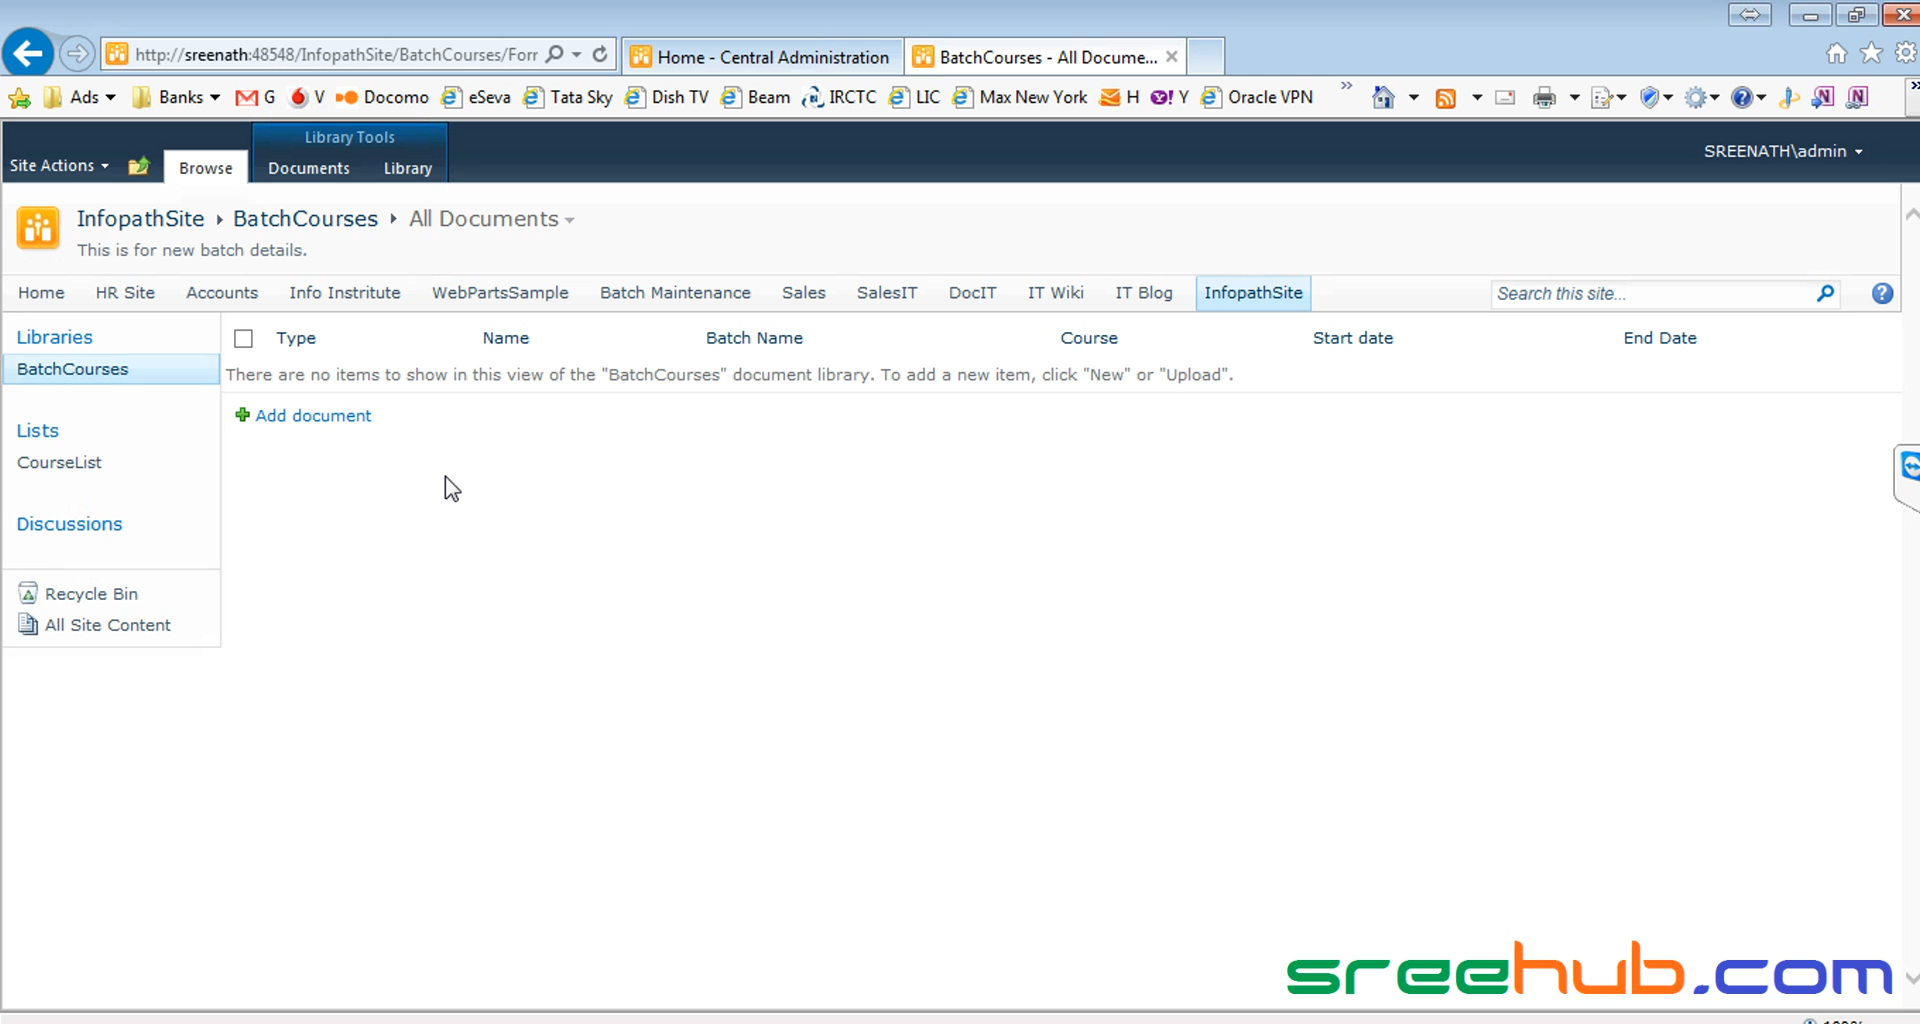 http://sreenath:48548/InfopathSite/BatchCourses/Forr
Home - Central Administration
BatchCourses - All Docume...
Ads
Banks
G
V
Docomo
eSeva
Tata Sky
Dish TV
Beam
IRCTC
LIC
Max New York
H
Y
Oracle VPN
Library Tools
Site Actions
Browse
Documents
Library
SREENATH\admin
InfopathSite
BatchCourses
All Documents
This is for new batch details.
Home
HR Site
Accounts
Info Instritute
WebPartsSample
Batch Maintenance
Sales
SalesIT
DocIT
IT Wiki
IT Blog
InfopathSite
Search this site...
Libraries
BatchCourses
Lists
CourseList
Discussions
Recycle Bin
All Site Content
Type
Name
Batch Name
Course
Start date
End Date
There are no items to show in this view of the "BatchCourses" document library. To add a new item, click "New" or "Upload".
Add document
sreehub.com